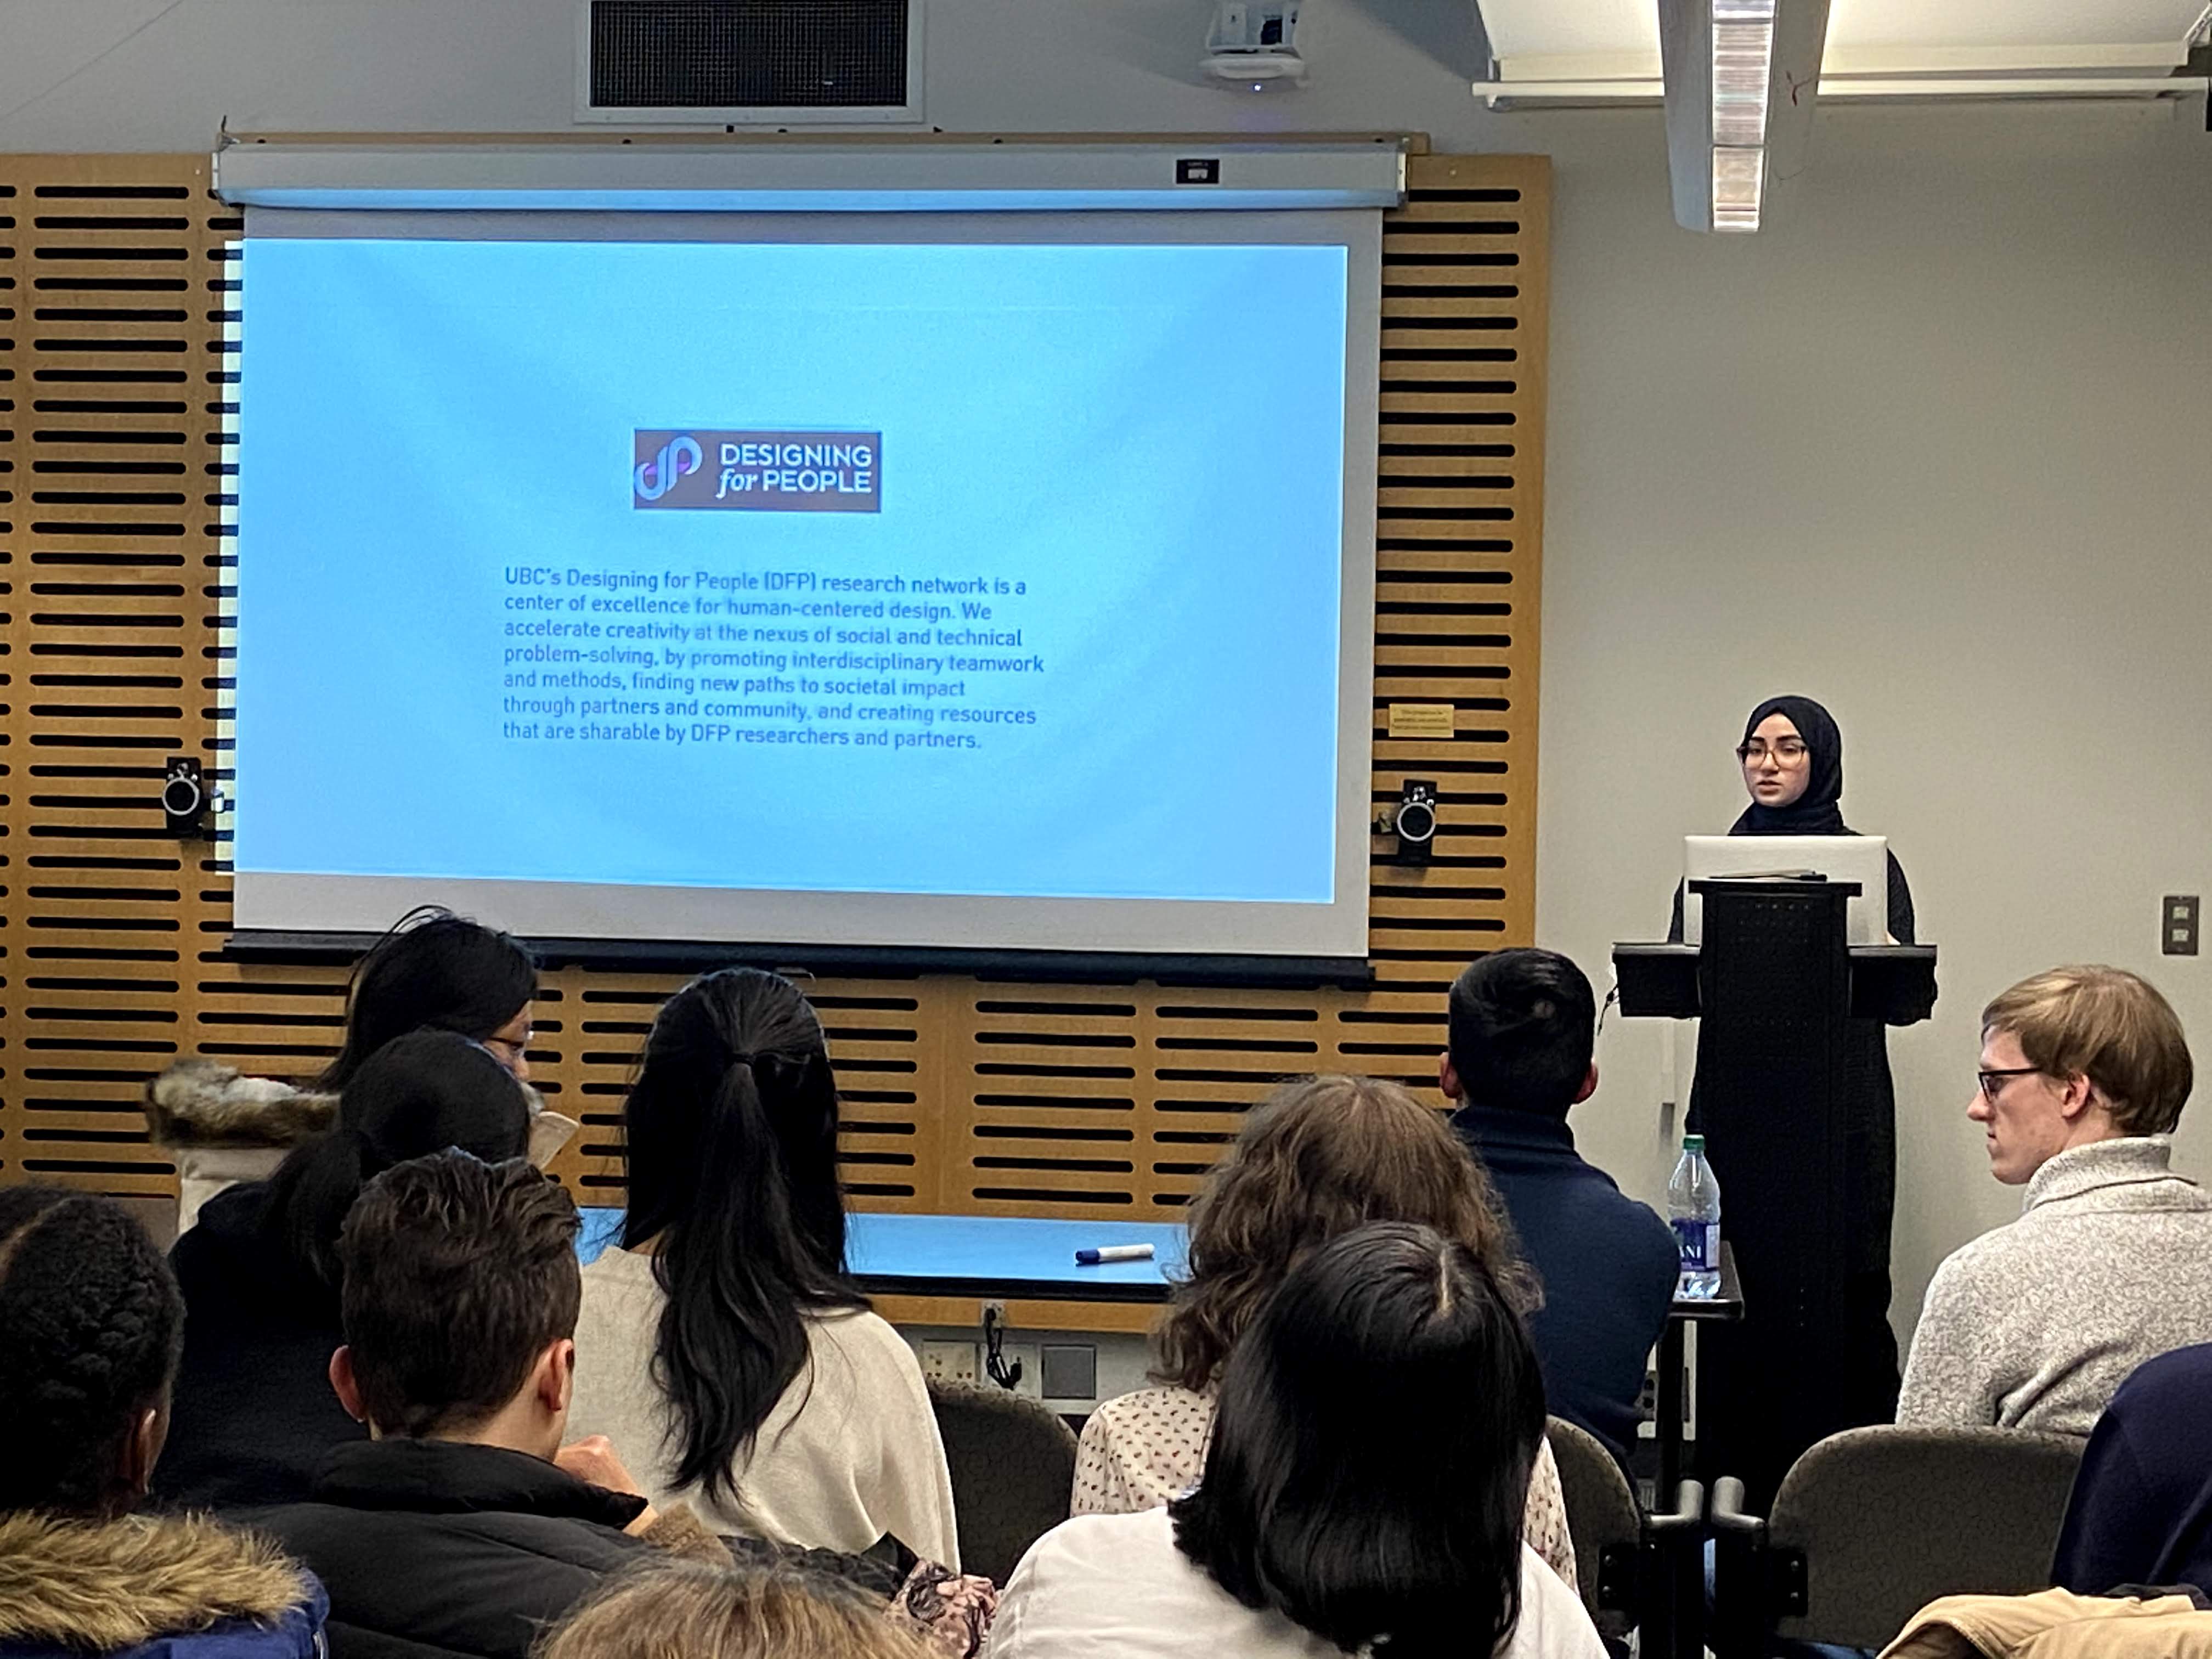 DESIGNING
for PEOPLE
UBC's Designing for People (DFP) research network is a
center of excellence for human-centered design. We
accelerate creativity at the nexus of social and technical
problem-solving, by promoting interdisciplinary teamwork
and methods, finding new paths to societal impact
through partners and community, and creating resources
that are sharable by DFP researchers and partners.
ANI